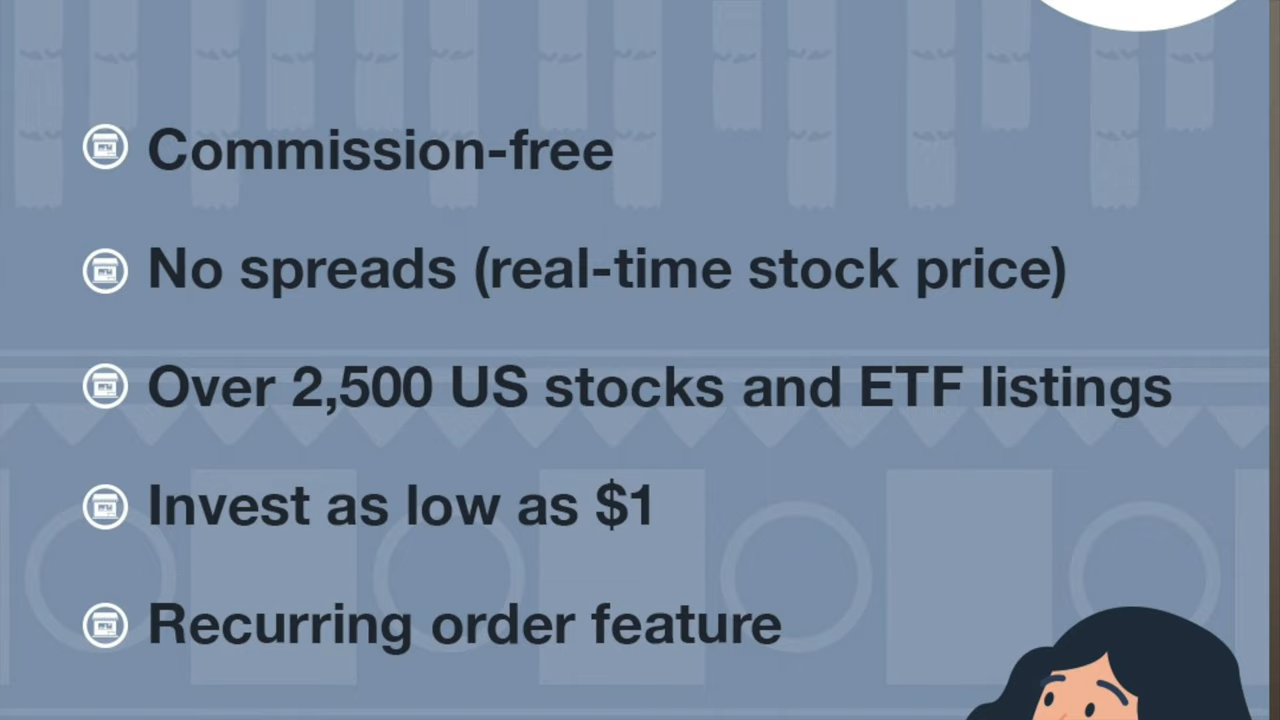 Commission-free
No spreads (real-time stock price)
Over 2,500 US stocks and ETF listings
Invest as low as $1
Recurring order feature